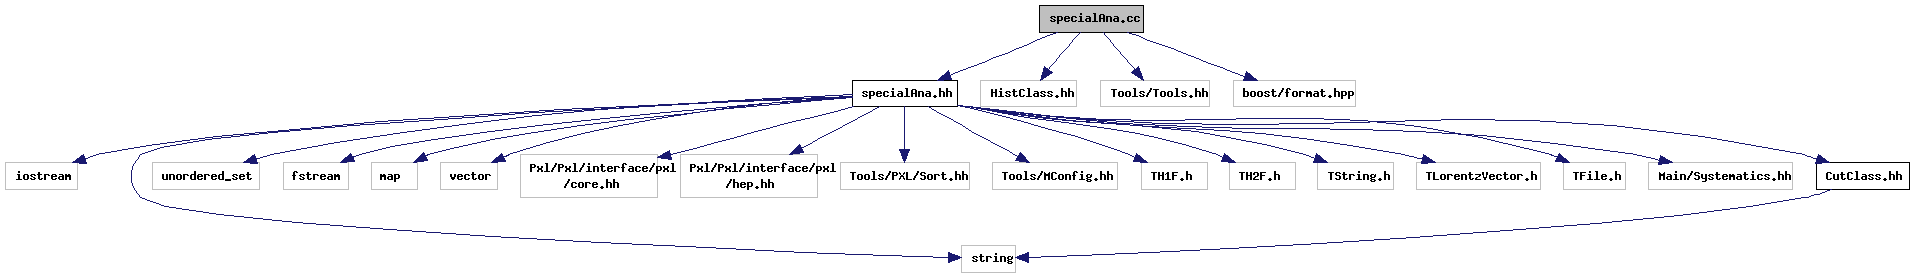 specialAna.cc
specialAna.hh
HistClass.hh
Tools/Tools.hh
boost/format.hpp
iostream
unordered_set
fstream
map
vector
Pxl/Pxl/interface/pxl
/core.hh
Pxl/Pxl/interface/pxl
/hep.hh
Tools/PXL/Sort.hh
Tools/MConfig.hh
TH1F.h
TH2F.h
TString.h
TLorentzVector.h
TFile.h
Main/Systematics.hh
CutClass.hh
string